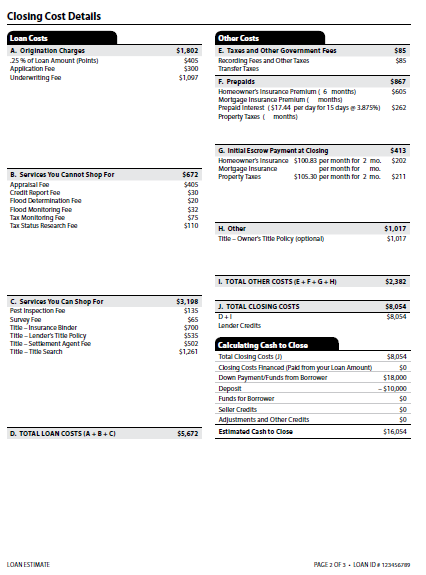 Closing Cost Details
Loan Costs
A. Origination Charges $1,802
.25 % of Loan Amount (Points) $405
Application Fee $300
Underwriting Fee $1,097
B. Services You Cannot Shop For $672
Appraisal Fee $405
Credit Report Fee $30
Flood Determination Fee $20
Flood Monitoring Fee $32
Tax Monitoring Fee $75
Tax Status Research Fee $110
C. Services You Can Shop For $3,198
Pest Inspection Fee $135
Survey Fee $65
Title – Insurance Binder $700
Title – Lender's Title Policy $535
Title – Settlement Agent Fee $502
Title – Title Search $1,261
D. TOTAL LOAN COSTS (A + B + C) $5,672
Other Costs
E. Taxes and Other Government Fees $85
Recording Fees and Other Taxes $85
Transfer Taxes
F. Prepaids $867
Homeowner's Insurance Premium ( 6 months) $605
Mortgage Insurance Premium ( months)
Prepaid Interest ( $17.44 per day for 15 days @ 3.875%) $262
Property Taxes ( months)
G. Initial Escrow Payment at Closing $413
Homeowner's Insurance $100.83 per month for 2 mo. $202
Mortgage Insurance per month for mo.
Property Taxes $105.30 per month for 2 mo. $211
H. Other $1,017
Title – Owner's Title Policy (optional) $1,017
I. TOTAL OTHER COSTS (E + F + G + H) $2,382
J. TOTAL CLOSING COSTS $8,054
D + I $8,054
Lender Credits
Calculating Cash to Close
Total Closing Costs (J) $8,054
Closing Costs Financed (Paid from your Loan Amount) $0
Down Payment/Funds from Borrower $18,000
Deposit – $10,000
Funds for Borrower $0
Seller Credits $0
Adjustments and Other Credits $0
Estimated Cash to Close $16,054
LOAN ESTIMATE
PAGE 2 OF 3 • LOAN ID # 123456789